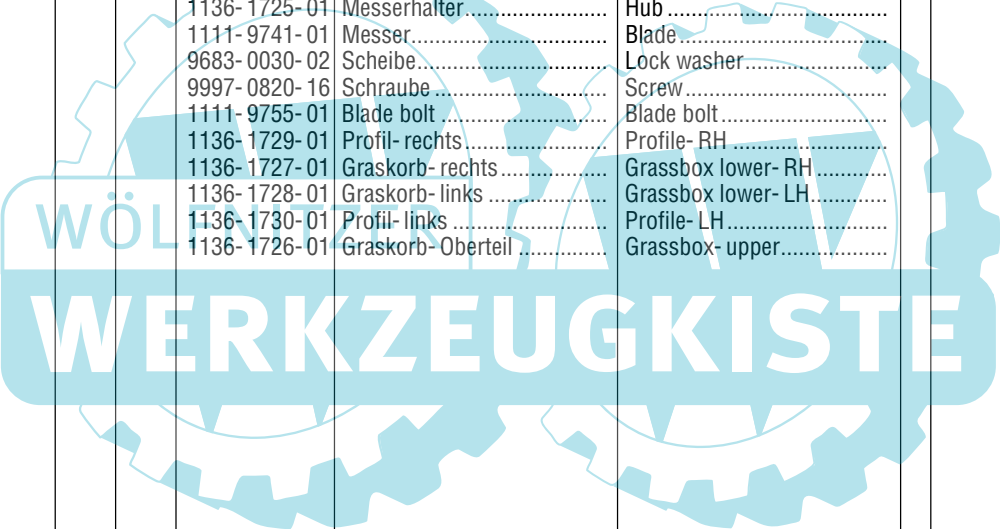 1136-1725-01 Messerhalter........................ Hub.................................
1111-9741-01 Messer................................ Blade................................
9683-0030-02 Scheibe............................... Lock washer.......................
9997-0820-16 Schraube............................ Screw................................
1111-9755-01 Blade bolt........................... Blade bolt...........................
1136-1729-01 Profil-rechts........................ Profile-RH.........................
1136-1727-01 Graskorb-rechts................. Grassbox lower-RH............
1136-1728-01 Graskorb-links................... Grassbox lower-LH.............
1136-1730-01 Profil-links......................... Profile-LH..........................
1136-1726-01 Graskorb-Oberteil.............. Grassbox-upper.................
WÖLFNITZER
WERKZEUGKISTE